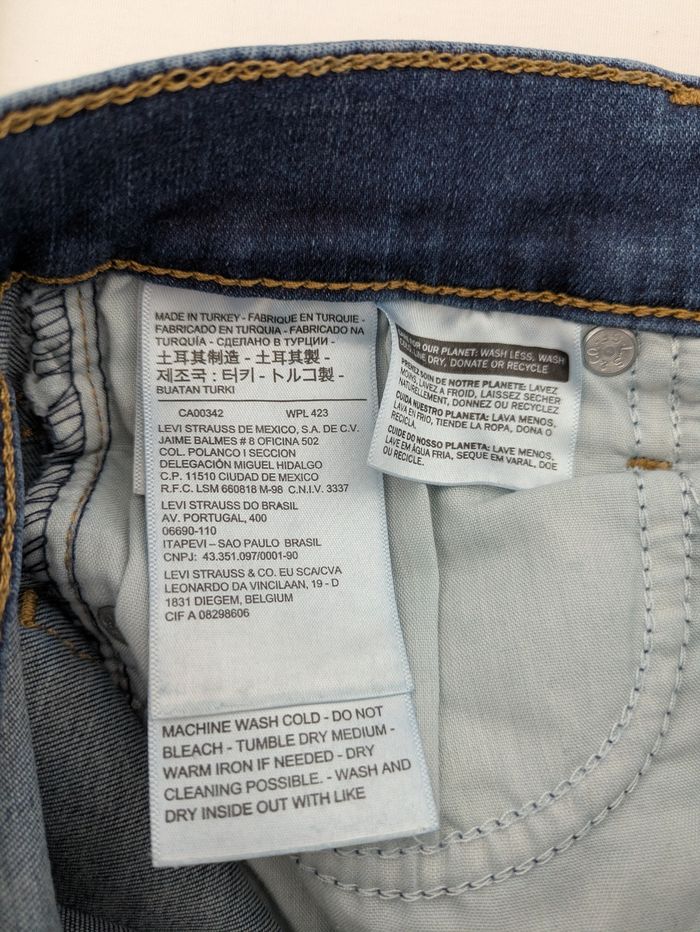 MADE IN TURKEY - FABRIQUE EN TURQUIE -
FABRICADO EN TURQUIA - FABRICADO NA
TURQUÍA - СДЕЛАНО В ТУРЦИИ -
土耳其制造 - 土耳其製 -
제조국 : 터키 - トルコ製 -
BUATAN TURKI
CA00342 WPL 423
LEVI STRAUSS DE MEXICO, S.A. DE C.V.
JAIME BALMES # 8 OFICINA 502
COL. POLANCO I SECCION
DELEGACIÓN MIGUEL HIDALGO
C.P. 11510 CIUDAD DE MEXICO
R.F.C. LSM 660818 M-98 C.N.I.V. 3337
LEVI STRAUSS DO BRASIL
AV. PORTUGAL, 400
06690-110
ITAPEVI – SAO PAULO BRASIL
CNPJ: 43.351.097/0001-90
LEVI STRAUSS & CO. EU SCA/CVA
LEONARDO DA VINCILAAN, 19 - D
1831 DIEGEM, BELGIUM
CIF A 08298606
MACHINE WASH COLD - DO NOT
BLEACH - TUMBLE DRY MEDIUM -
WARM IRON IF NEEDED - DRY
CLEANING POSSIBLE. - WASH AND
DRY INSIDE OUT WITH LIKE
FOR OUR PLANET: WASH LESS, WASH
LINE DRY, DONATE OR RECYCLE
PRENEZ SOIN DE NOTRE PLANETE: LAVEZ
MOINS, LAVEZ A FROID, LAISSEZ SECHER
NATURELLEMENT, DONNEZ OU RECYCLEZ
CUIDA NUESTRO PLANETA: LAVA MENOS,
LAVA EN FRIO, TIENDE LA ROPA, DONA O
RECICLA.
CUIDE DO NOSSO PLANETA: LAVE MENOS,
LAVE EM ÁGUA FRIA, SEQUE EM VARAL, DOE
OU RECICLE.